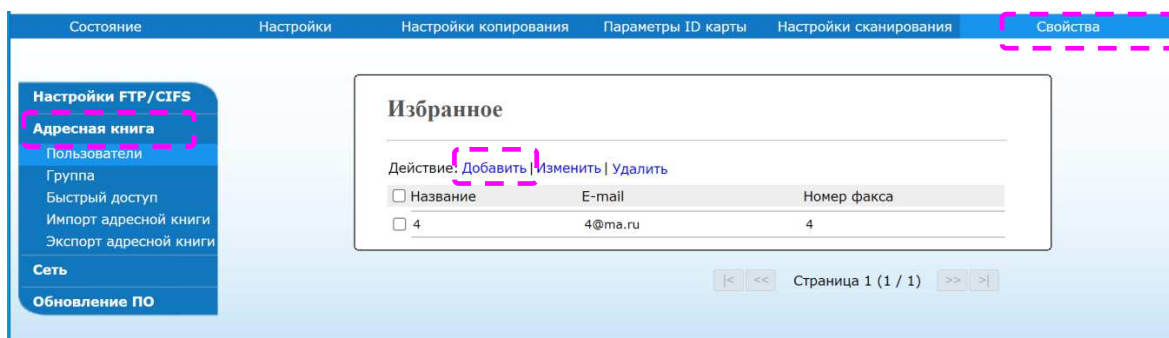 Состояние Настройки Настройки копирования Параметры ID карты Настройки сканирования Свойства
Настройки FTP/CIFS
Адресная книга
Пользователи
Группа
Быстрый доступ
Импорт адресной книги
Экспорт адресной книги
Сеть
Обновление ПО
Избранное
Действие: Добавить | Изменить | Удалить
Название E-mail Номер факса
4 4@ma.ru 4
|< << Страница 1 (1 / 1) >> >|